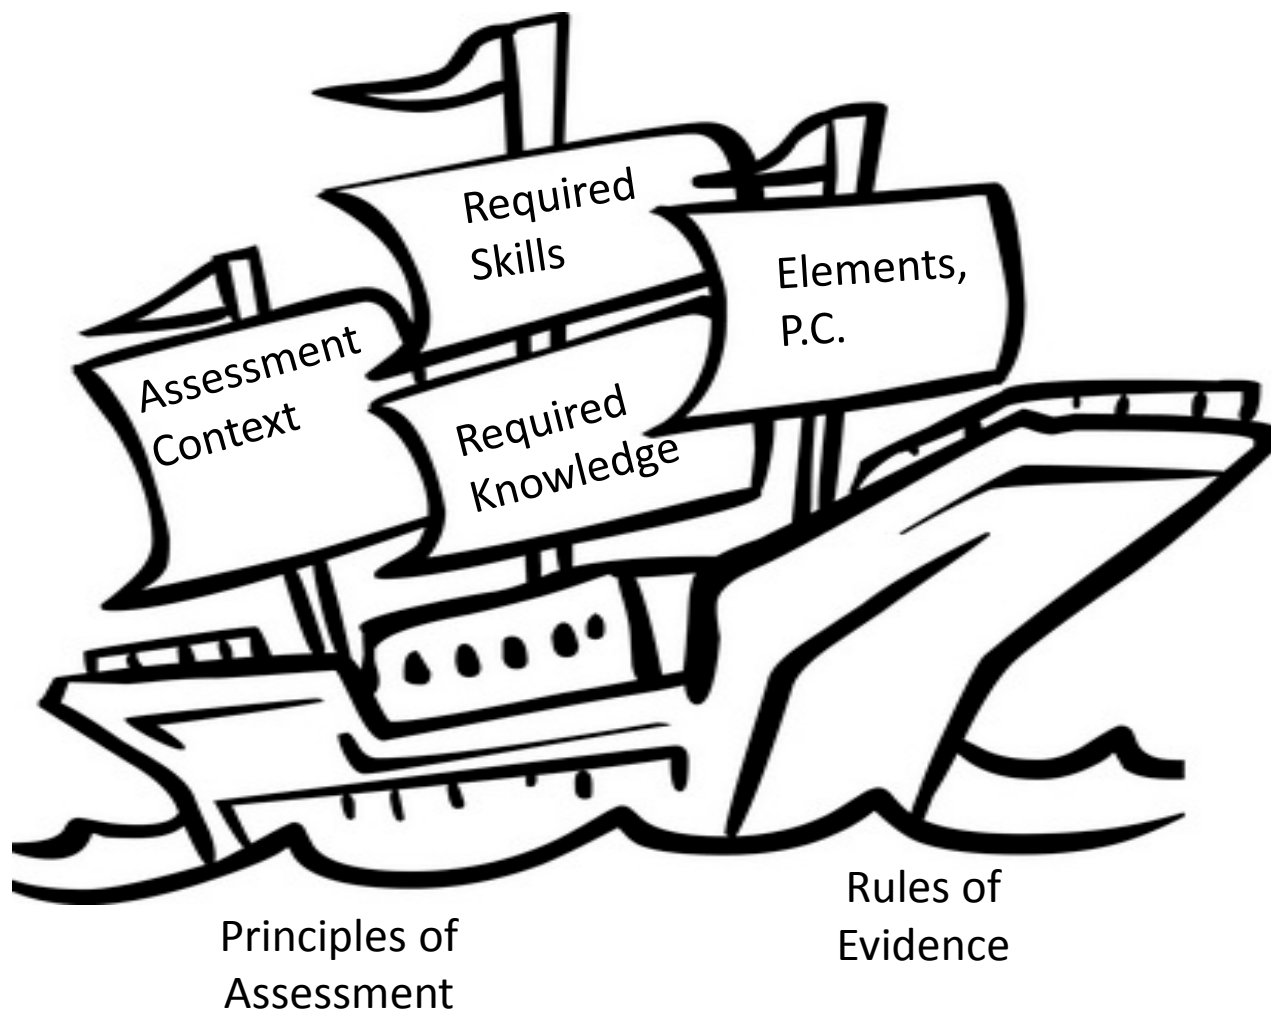 Required
Skills
Elements,
P.C.
Assessment
Context
Required
Knowledge
Rules of
Evidence
Principles of
Assessment